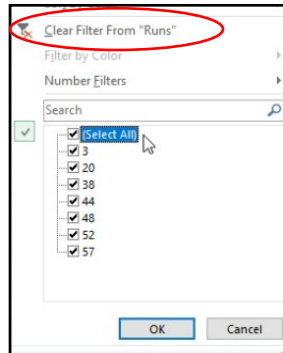 Clear Filter From "Runs"
Filter by Color
Number Filters
Search
(Select All)
3
20
38
44
48
52
57
OK Cancel